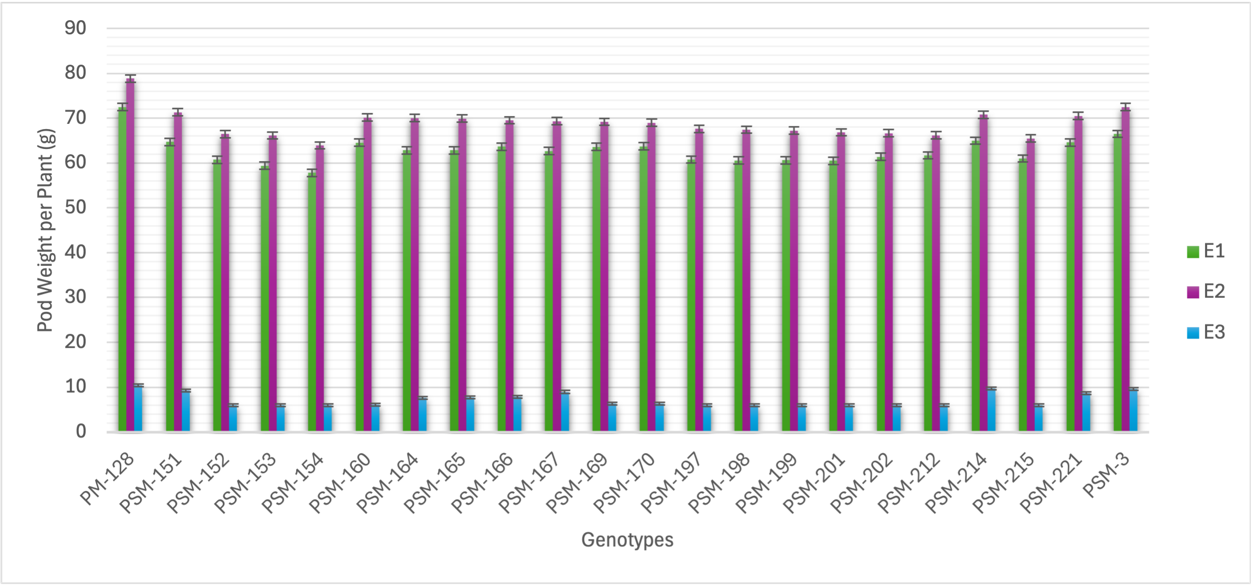 90
80
70
60
50
40
30
20
10
0
Pod Weight per Plant (g)
PM-128
PSM-151
PSM-152
PSM-153
PSM-154
PSM-160
PSM-164
PSM-165
PSM-166
PSM-167
PSM-169
PSM-170
PSM-197
PSM-198
PSM-199
PSM-201
PSM-202
PSM-212
PSM-214
PSM-215
PSM-221
PSM-3
Genotypes
E1
E2
E3